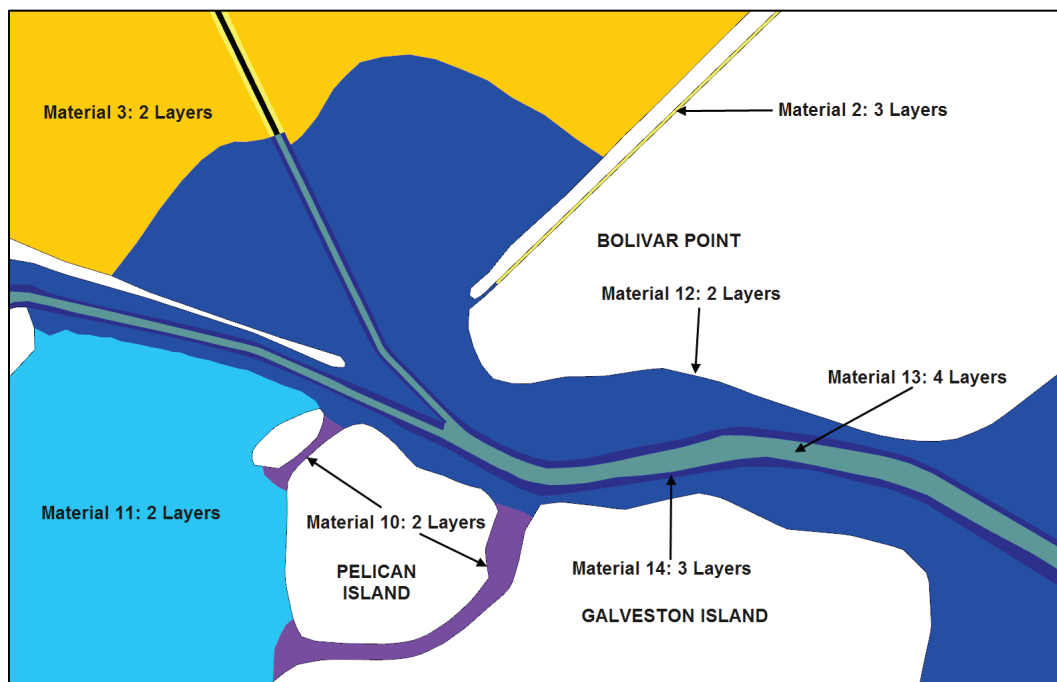 Material 3: 2 Layers
Material 2: 3 Layers
BOLIVAR POINT
Material 12: 2 Layers
Material 13: 4 Layers
Material 11: 2 Layers
Material 10: 2 Layers
PELICAN
ISLAND
Material 14: 3 Layers
GALVESTON ISLAND